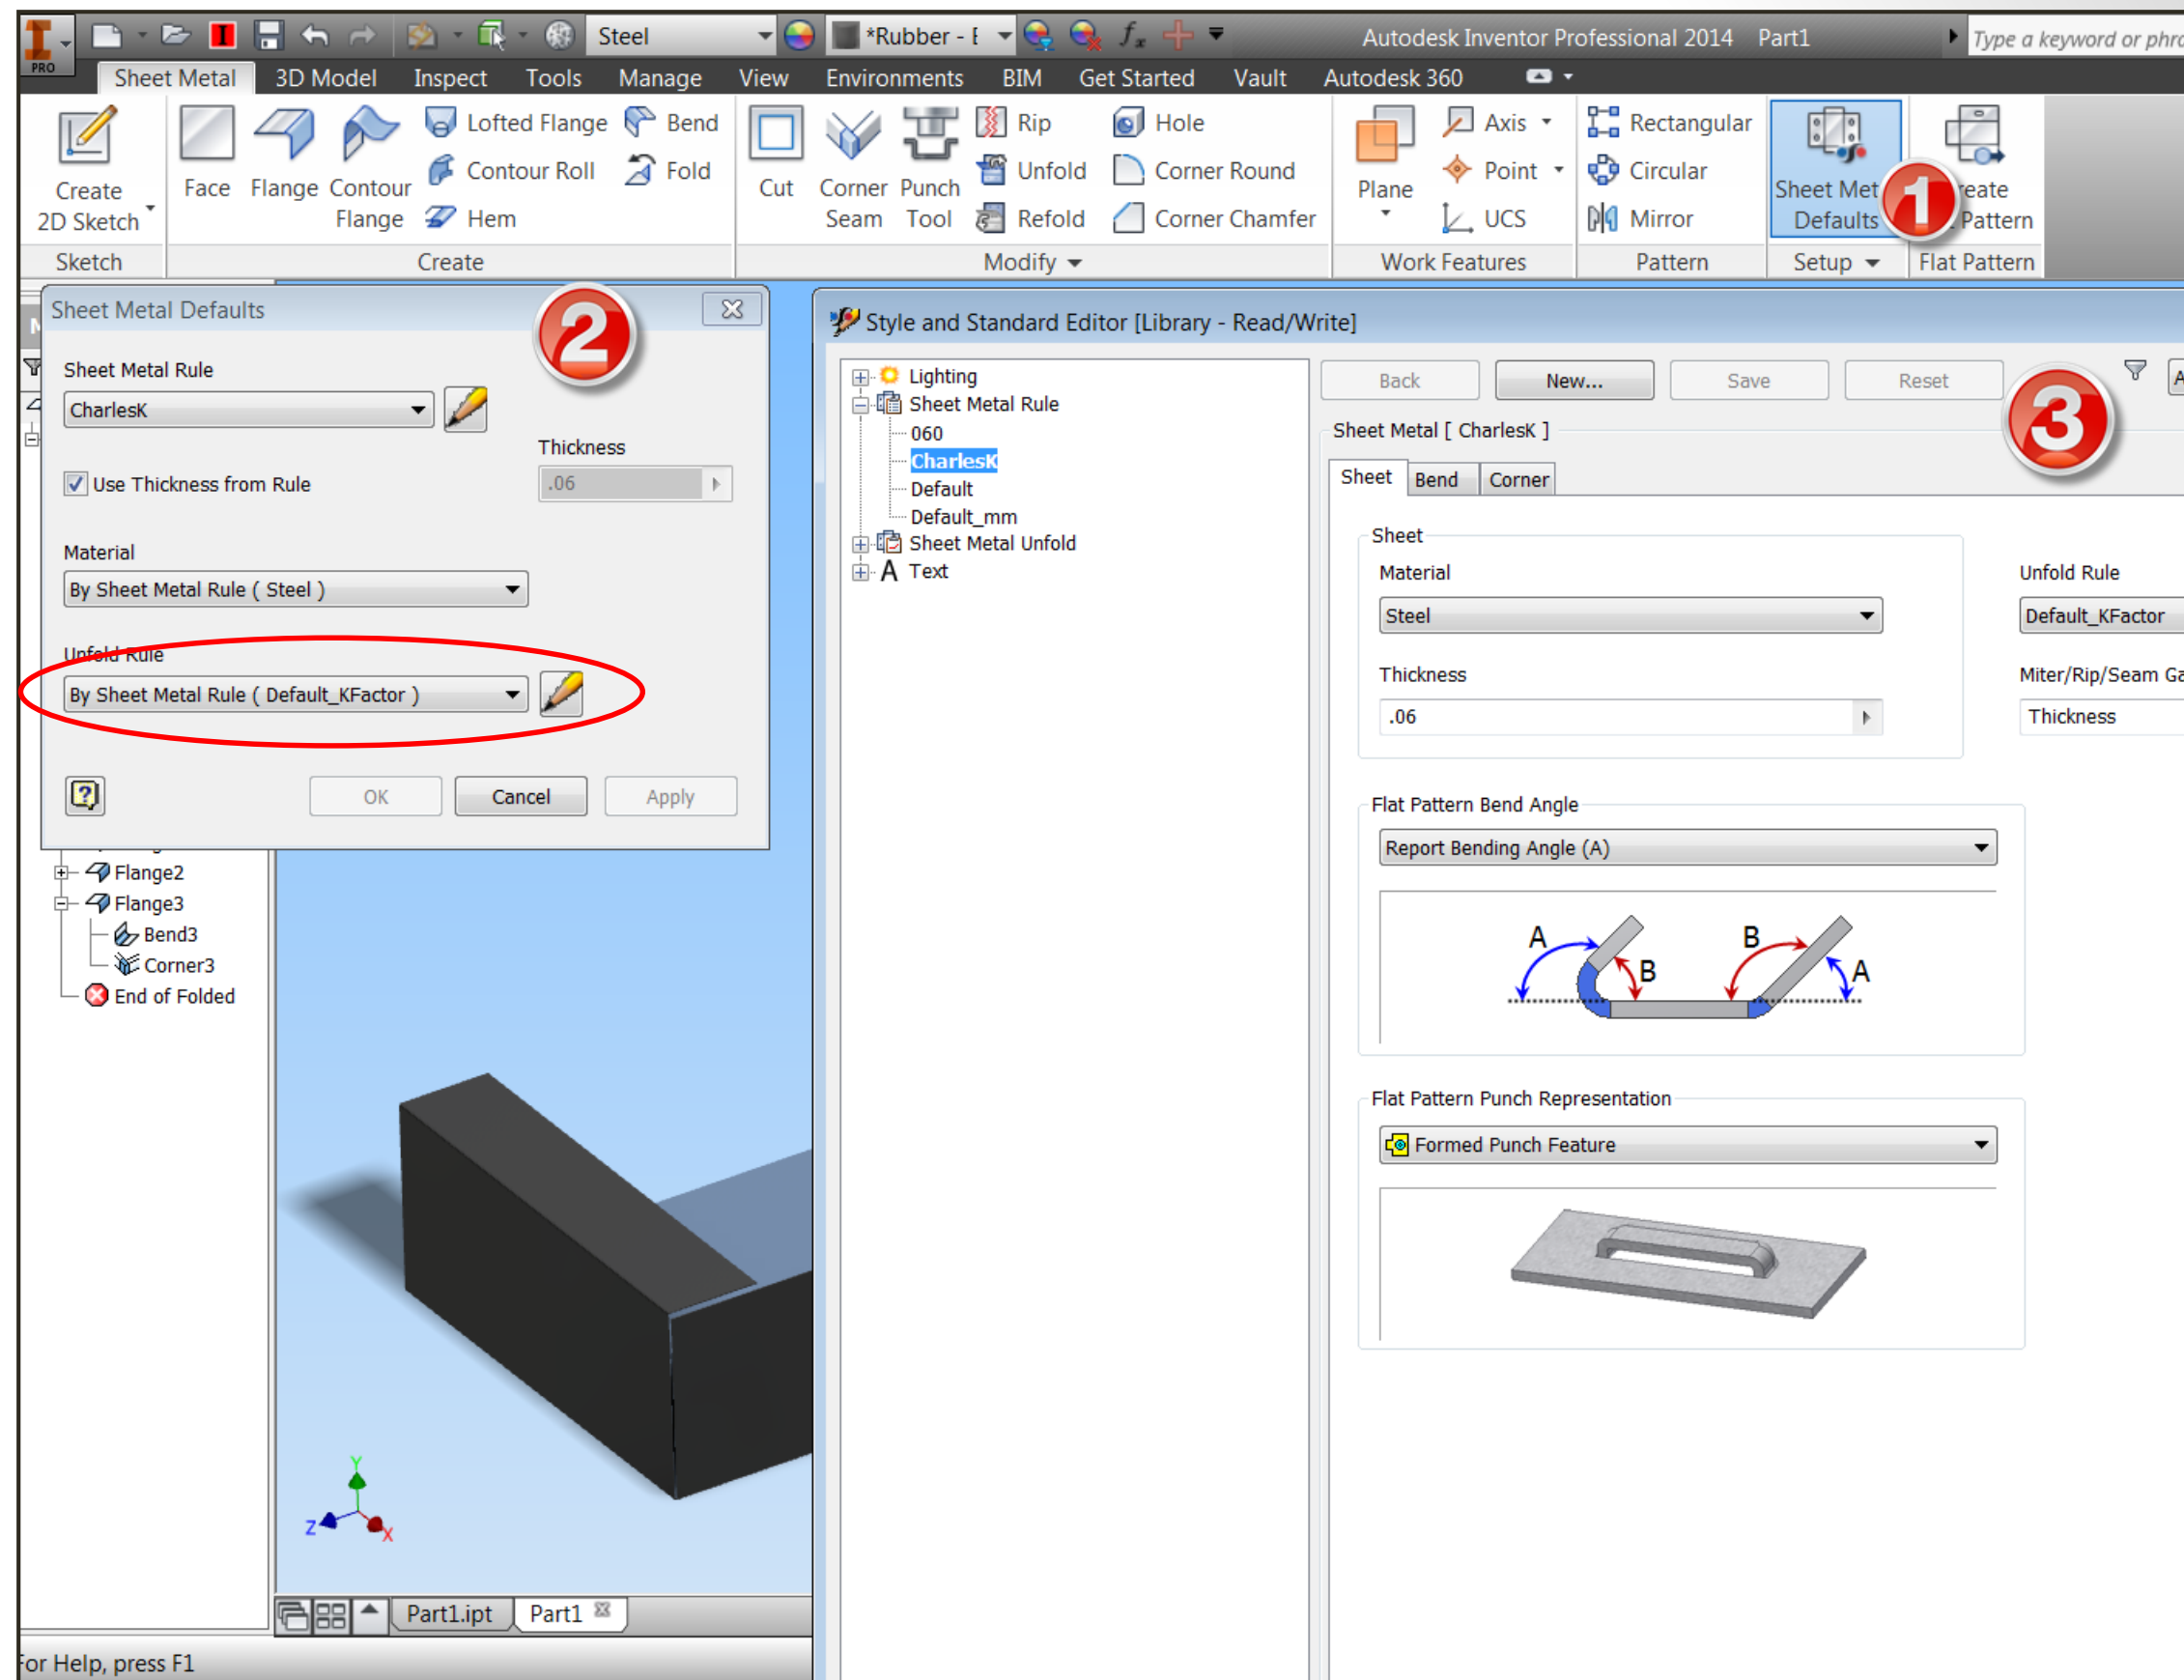 Steel
*Rubber - E
Autodesk Inventor Professional 2014 Part1
Type a keyword or phra
PRO
Sheet Metal 3D Model Inspect Tools Manage View Environments BIM Get Started Vault Autodesk 360
Lofted Flange Bend
Rip Hole
Axis Rectangular
Contour Roll Fold
Unfold Corner Round
Point Circular
Create
2D Sketch
Face Flange Contour
Flange
Hem
Cut Corner
Seam
Punch
Tool
Refold Corner Chamfer
Plane
UCS Mirror
Sheet Met
Defaults
1
reate
Pattern
Sketch Create Modify Work Features Pattern Setup Flat Pattern
Sheet Metal Defaults
2
Sheet Metal Rule
CharlesK
Thickness
Use Thickness from Rule
.06
Material
By Sheet Metal Rule ( Steel )
Unfold Rule
By Sheet Metal Rule ( Default_KFactor )
OK Cancel Apply
Flange2
Flange3
Bend3
Corner3
End of Folded
Y
Z
X
Part1.ipt Part1
For Help, press F1
Style and Standard Editor [Library - Read/Write]
Lighting
Sheet Metal Rule
060
CharlesK
Default
Default_mm
Sheet Metal Unfold
A Text
Back New... Save Reset
3
Sheet Metal [ CharlesK ]
Sheet Bend Corner
Sheet
Material
Steel
Unfold Rule
Default_KFactor
Thickness
.06
Miter/Rip/Seam Ga
Thickness
Flat Pattern Bend Angle
Report Bending Angle (A)
A B
B A
Flat Pattern Punch Representation
Formed Punch Feature